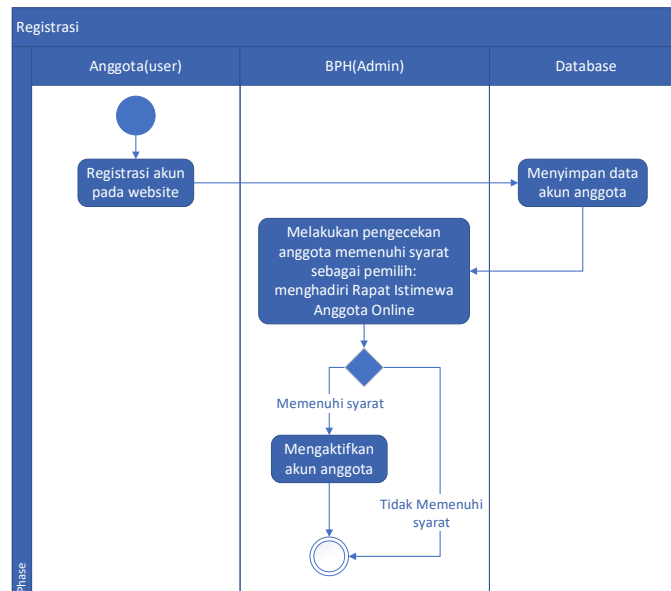 Registrasi
Anggota(user)
BPH(Admin)
Database
Registrasi akun
pada website
Menyimpan data
akun anggota
Melakukan pengecekan
anggota memenuhi syarat
sebagai pemilih:
menghadiri Rapat Istimewa
Anggota Online
Memenuhi syarat
Mengaktifkan
akun anggota
Tidak Memenuhi
syarat
Phase